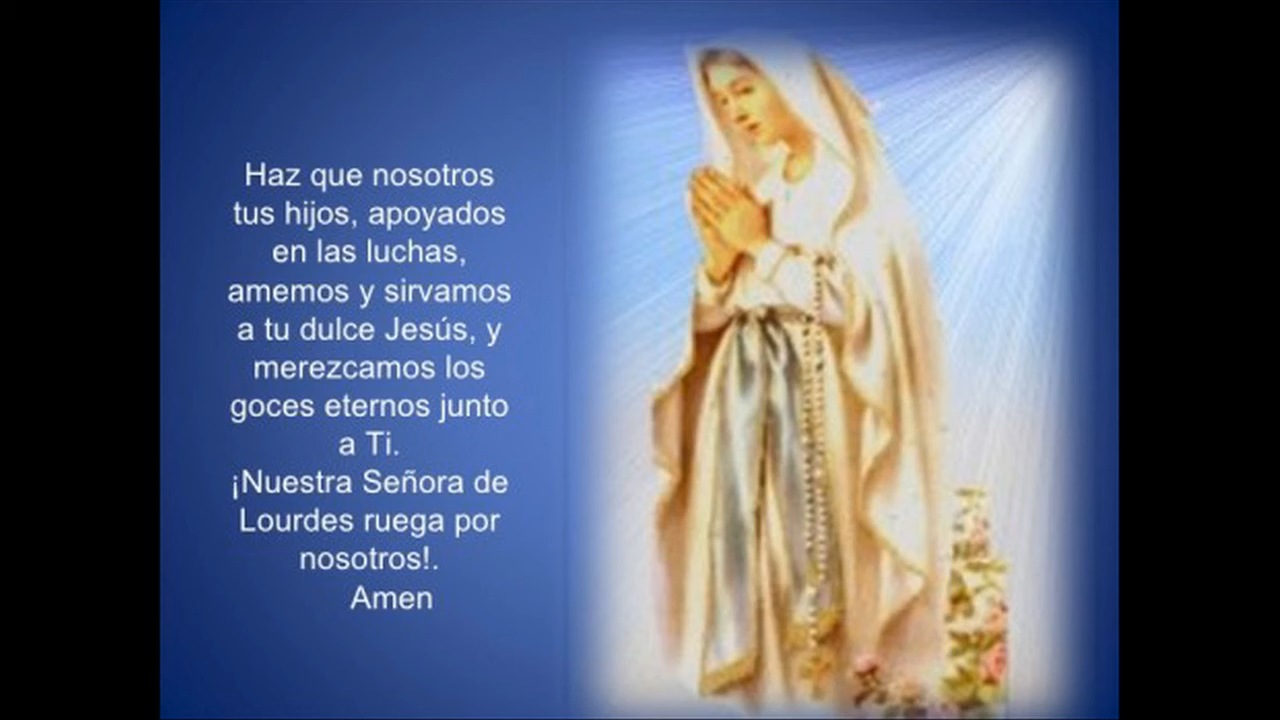 Haz que nosotros
tus hijos, apoyados
en las luchas,
amemos y sirvamos
a tu dulce Jesús, y
merezcamos los
goces eternos junto
a Ti.
¡Nuestra Señora de
Lourdes ruega por
nosotros!.
Amen